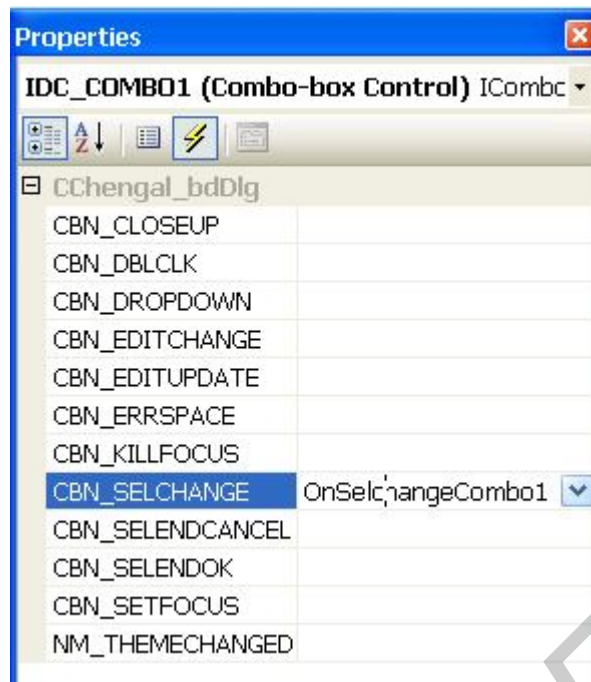 Properties
IDC_COMBO1 (Combo-box Control) ICombc
CChengal_bdDlg
CBN_CLOSEUP
CBN_DBLCLK
CBN_DROPDOWN
CBN_EDITCHANGE
CBN_EDITUPDATE
CBN_ERRSPACE
CBN_KILLFOCUS
CBN_SELCHANGE OnSelchangeCombo1
CBN_SELENDCANCEL
CBN_SELENDOK
CBN_SETFOCUS
NM_THEMECHANGED